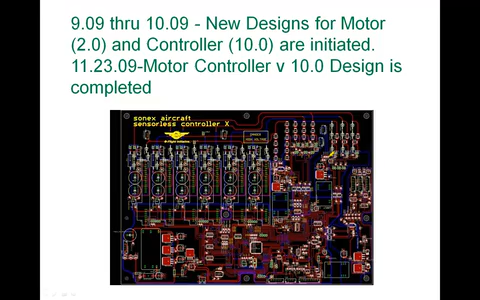 9.09 thru 10.09 - New Designs for Motor
(2.0) and Controller (10.0) are initiated.
11.23.09-Motor Controller v 10.0 Design is
completed
sonex aircraft
sensorless controller X